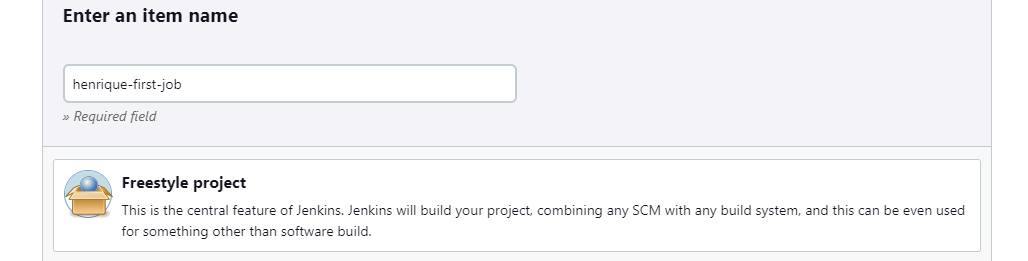 Enter an item name
henrique-first-job
» Required field
Freestyle project
This is the central feature of Jenkins. Jenkins will build your project, combining any SCM with any build system, and this can be even used
for something other than software build.